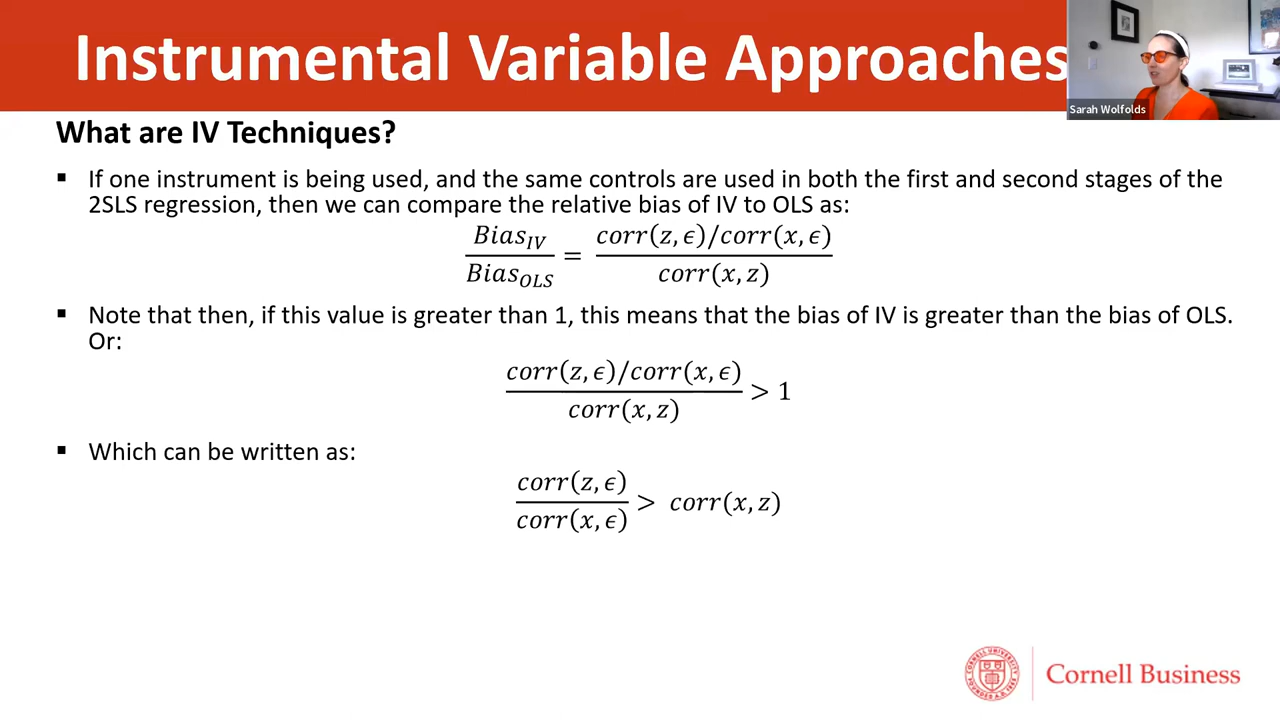 Instrumental Variable Approaches
Sarah Wolfolds
What are IV Techniques?
▪ If one instrument is being used, and the same controls are used in both the first and second stages of the
2SLS regression, then we can compare the relative bias of IV to OLS as:
Bias_IV / Bias_OLS = (corr(z, ϵ)/corr(x, ϵ)) / corr(x, z)
▪ Note that then, if this value is greater than 1, this means that the bias of IV is greater than the bias of OLS.
Or:
(corr(z, ϵ)/corr(x, ϵ)) / corr(x, z) > 1
▪ Which can be written as:
corr(z, ϵ) / corr(x, ϵ) > corr(x, z)
Cornell Business